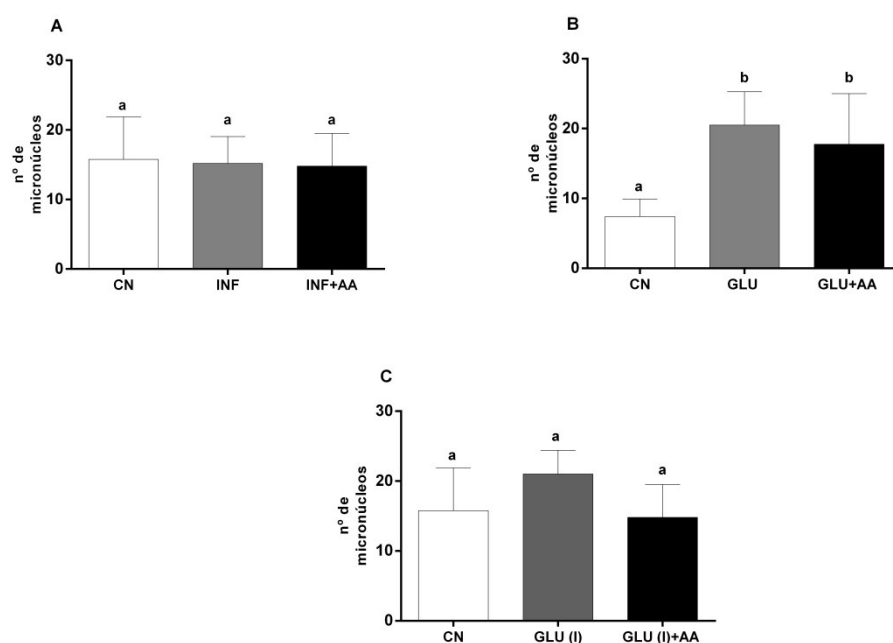 A
30
20
10
0
nº de
micronúcleos
a
a
a
CN
INF
INF+AA
B
30
20
10
0
nº de
micronúcleos
a
b
b
CN
GLU
GLU+AA
C
30
20
10
0
nº de
micronúcleos
a
a
a
CN
GLU (I)
GLU (I)+AA